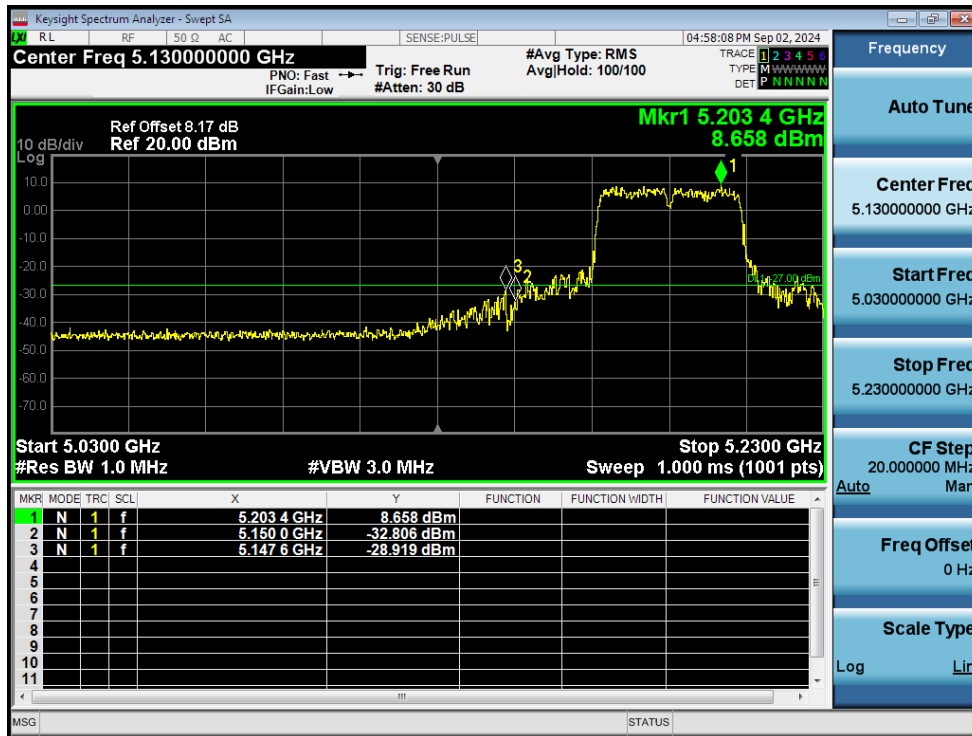 Keysight Spectrum Analyzer - Swept SA
LXI RL RF 50 Ω AC SENSE:PULSE 04:58:08 PM Sep 02, 2024
Center Freq 5.130000000 GHz
PNO: Fast
IFGain:Low
Trig: Free Run
#Atten: 30 dB
#Avg Type: RMS
Avg|Hold: 100/100
TRACE 1 2 3 4 5 6
TYPE M W W W W W
DET P N N N N N
Mkr1 5.203 4 GHz
8.658 dBm
Ref Offset 8.17 dB
Ref 20.00 dBm
10 dB/div
Log
10.0
0.00
-10.0
-20.0
-30.0
-40.0
-50.0
-60.0
-70.0
1
3
2
DL1 -27.00 dBm
Start 5.0300 GHz Stop 5.2300 GHz
#Res BW 1.0 MHz #VBW 3.0 MHz Sweep 1.000 ms (1001 pts)
MKR MODE TRC SCL X Y FUNCTION FUNCTION WIDTH FUNCTION VALUE
1 N 1 f 5.203 4 GHz 8.658 dBm
2 N 1 f 5.150 0 GHz -32.806 dBm
3 N 1 f 5.147 6 GHz -28.919 dBm
4
5
6
7
8
9
10
11
MSG STATUS
Frequency
Auto Tune
Center Freq
5.130000000 GHz
Start Freq
5.030000000 GHz
Stop Freq
5.230000000 GHz
CF Step
20.000000 MHz
Auto Man
Freq Offset
0 Hz
Scale Type
Log Lin